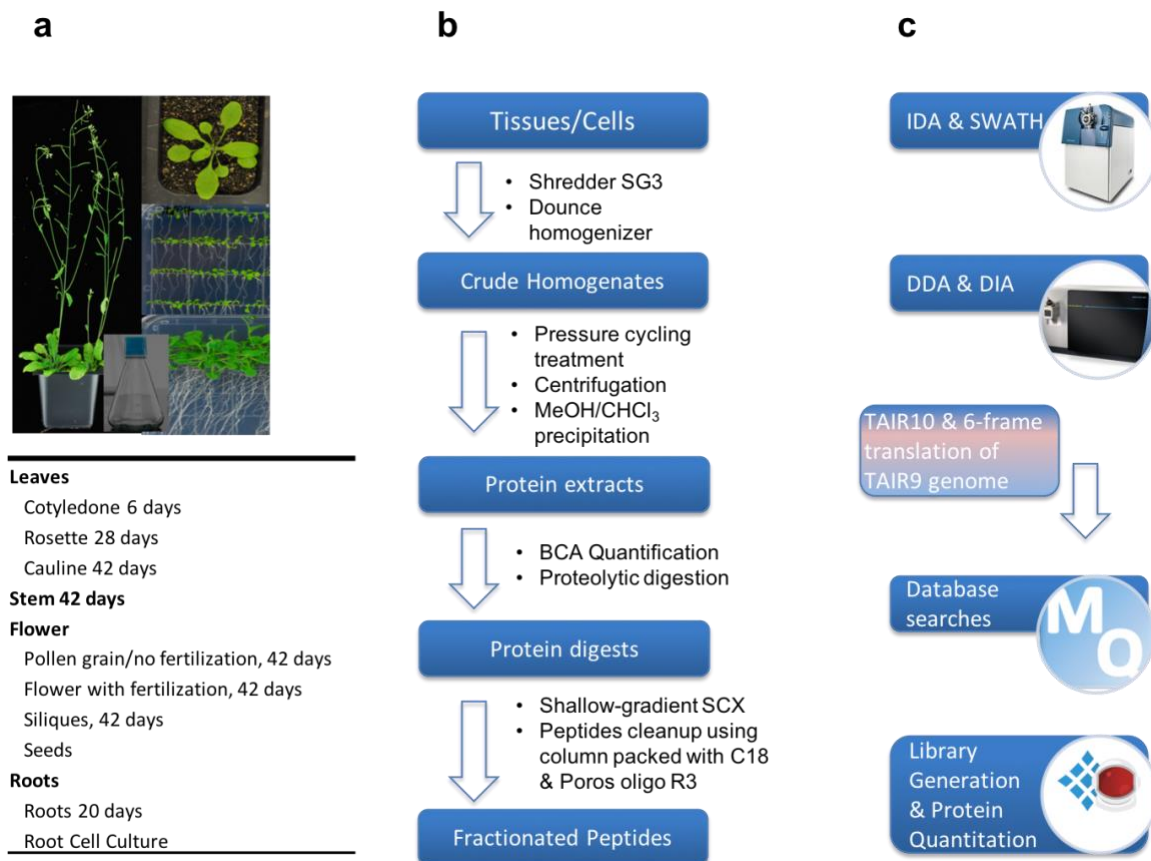 a
Leaves
Cotyledone 6 days
Rosette 28 days
Cauline 42 days
Stem 42 days
Flower
Pollen grain/no fertilization, 42 days
Flower with fertilization, 42 days
Siliques, 42 days
Seeds
Roots
Roots 20 days
Root Cell Culture
b
Tissues/Cells
• Shredder SG3
• Dounce
homogenizer
Crude Homogenates
• Pressure cycling
treatment
• Centrifugation
• MeOH/CHCl₃
precipitation
Protein extracts
• BCA Quantification
• Proteolytic digestion
Protein digests
• Shallow-gradient SCX
• Peptides cleanup using
column packed with C18
& Poros oligo R3
Fractionated Peptides
c
IDA & SWATH
DDA & DIA
TAIR10 & 6-frame
translation of
TAIR9 genome
Database
searches
M
Q
Library
Generation
& Protein
Quantitation